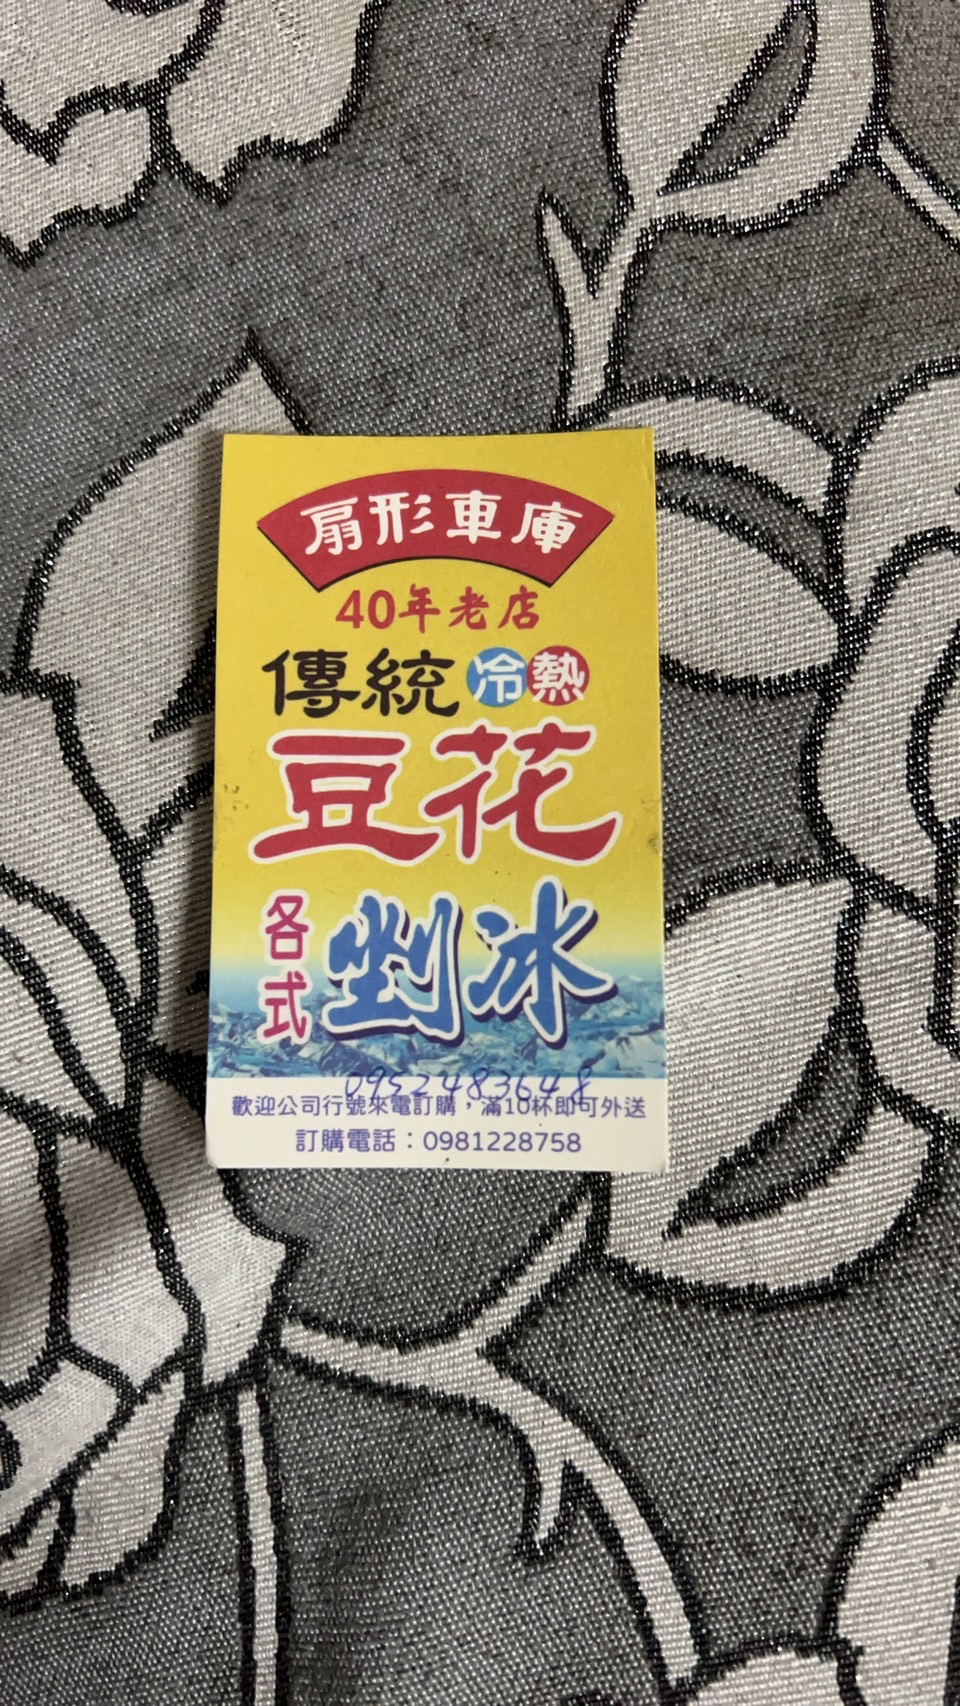 扇形車庫
40年老店
傳統冷熱
豆花
各式剉冰
0952483648
歡迎公司行號來電訂購，滿10杯即可外送
訂購電話：0981228758